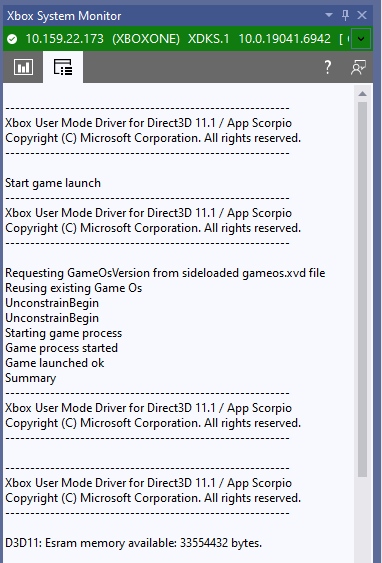 Xbox System Monitor
10.159.22.173 (XBOXONE) XDKS.1 10.0.19041.6942 [
?
--------------------------------------------------------
Xbox User Mode Driver for Direct3D 11.1 / App Scorpio
Copyright (C) Microsoft Corporation. All rights reserved.
--------------------------------------------------------
Start game launch
--------------------------------------------------------
Xbox User Mode Driver for Direct3D 11.1 / App Scorpio
Copyright (C) Microsoft Corporation. All rights reserved.
--------------------------------------------------------
Requesting GameOsVersion from sideloaded gameos.xvd file
Reusing existing Game Os
UnconstrainBegin
UnconstrainBegin
Starting game process
Game process started
Game launched ok
Summary
--------------------------------------------------------
Xbox User Mode Driver for Direct3D 11.1 / App Scorpio
Copyright (C) Microsoft Corporation. All rights reserved.
--------------------------------------------------------
--------------------------------------------------------
Xbox User Mode Driver for Direct3D 11.1 / App Scorpio
Copyright (C) Microsoft Corporation. All rights reserved.
--------------------------------------------------------
D3D11: Esram memory available: 33554432 bytes.